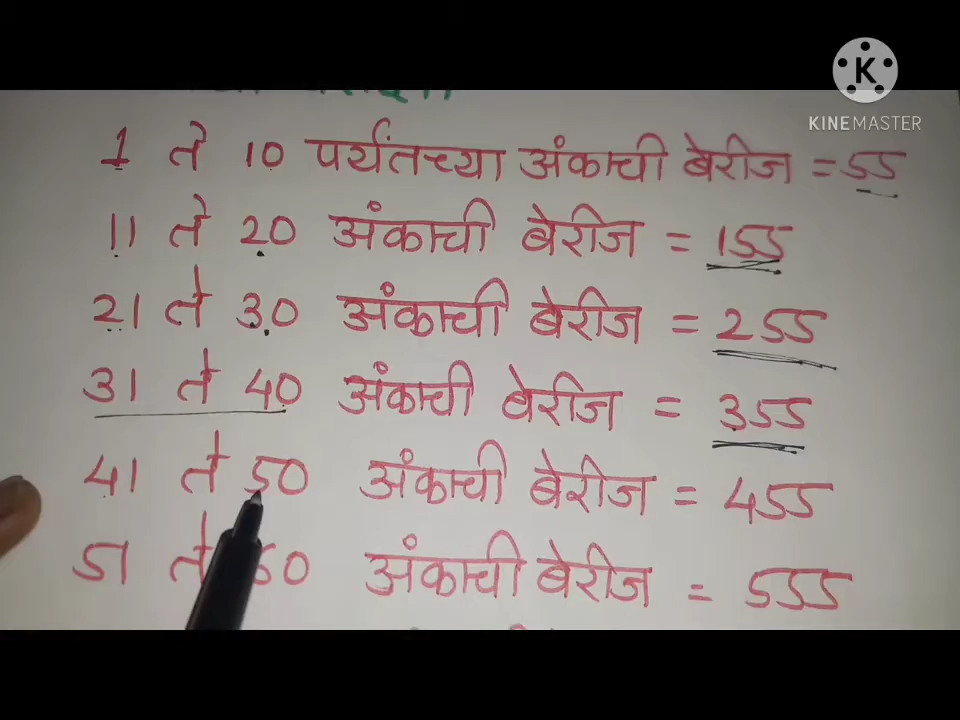 K
KINEMASTER
1 ते 10 पर्यंतच्या अंकाची बेरीज = 55
11 ते 20 अंकाची बेरीज = 155
21 ते 30 अंकाची बेरीज = 255
31 ते 40 अंकाची बेरीज = 355
41 ते 50 अंकाची बेरीज = 455
51 ते 60 अंकाची बेरीज = 555